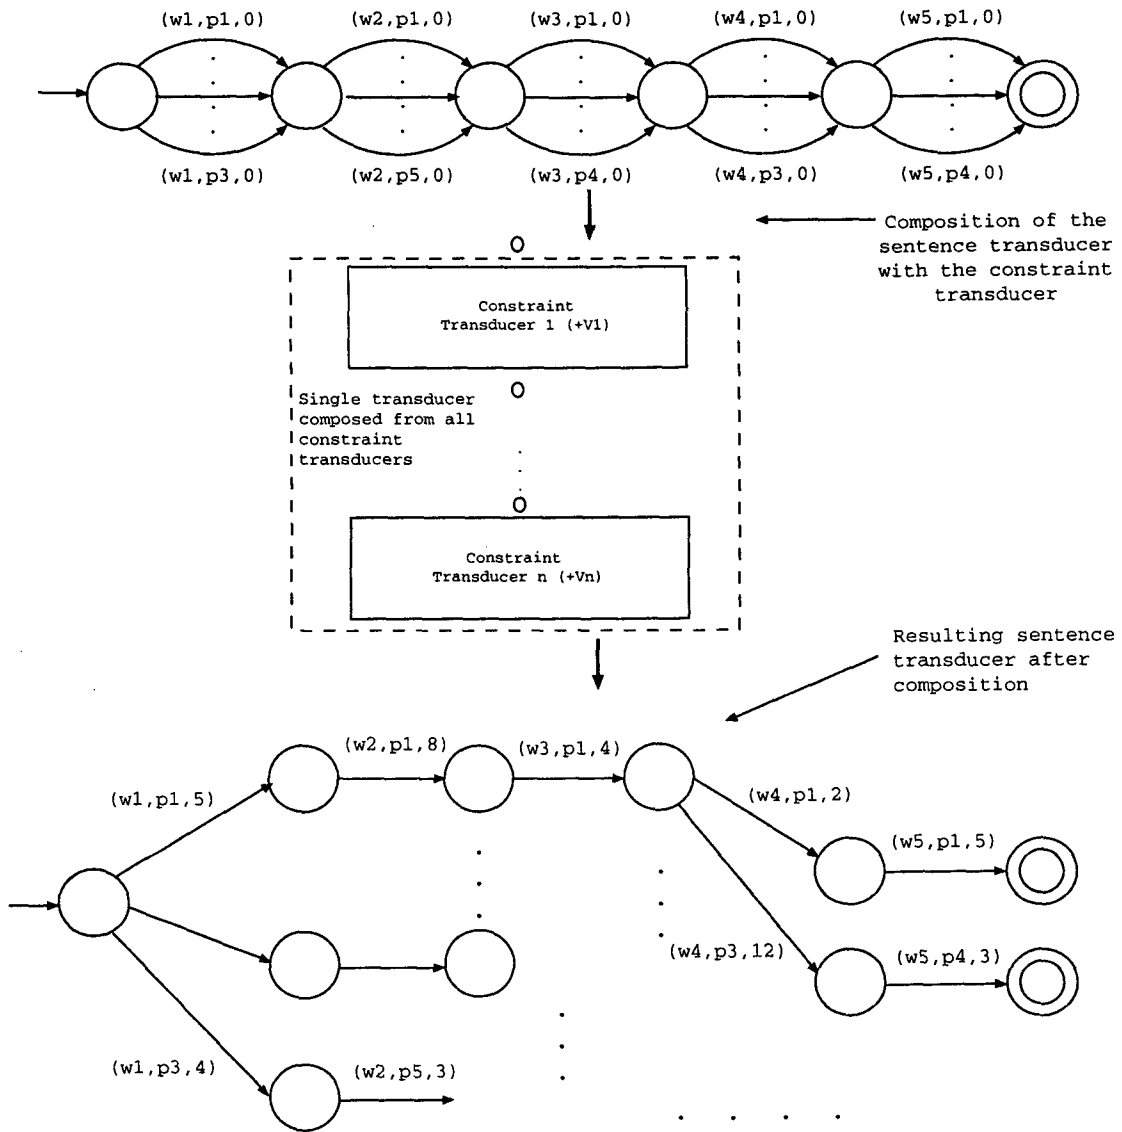 (w1,p1,0) (w2,p1,0) (w3,p1,0) (w4,p1,0) (w5,p1,0)
(w1,p3,0) (w2,p5,0) (w3,p4,0) (w4,p3,0) (w5,p4,0)
Composition of the
sentence transducer
with the constraint
transducer
o
Constraint
Transducer 1 (+V1)
o
Single transducer
composed from all
constraint
transducers
o
Constraint
Transducer n (+Vn)
Resulting sentence
transducer after
composition
(w2,p1,8) (w3,p1,4)
(w1,p1,5) (w4,p1,2)
(w5,p1,5)
(w4,p3,12) (w5,p4,3)
(w1,p3,4) (w2,p5,3)